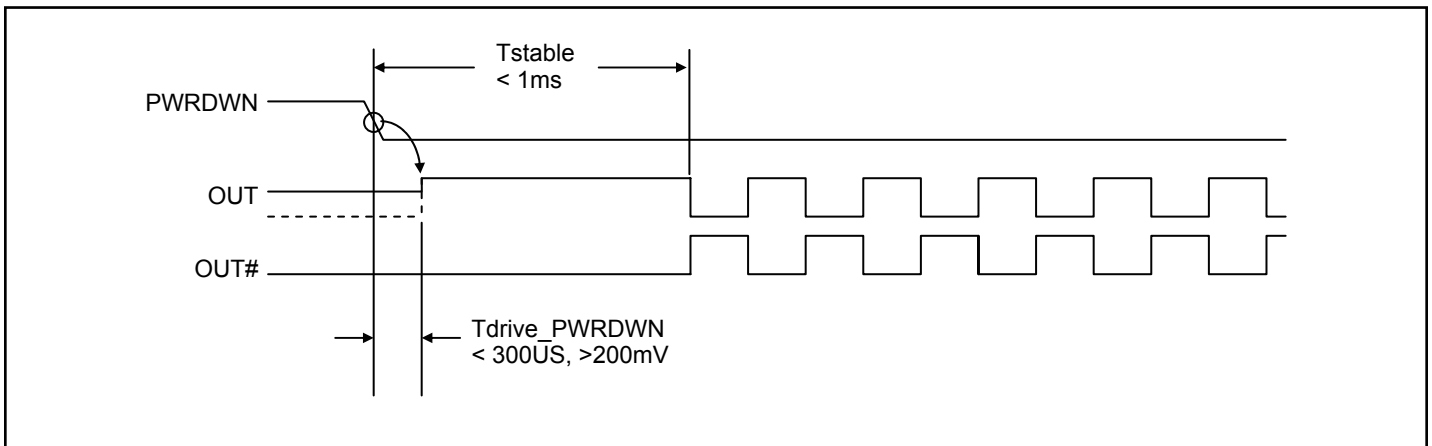 Tstable
< 1ms
PWRDWN
OUT
OUT#
Tdrive_PWRDWN
< 300US, >200mV